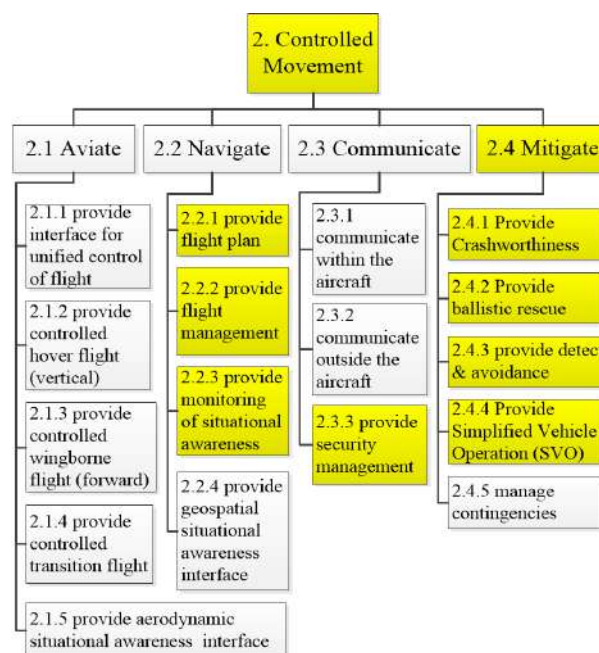 2. Controlled
Movement
2.1 Aviate
2.2 Navigate
2.3 Communicate
2.4 Mitigate
2.1.1 provide
interface for
unified control
of flight
2.1.2 provide
controlled
hover flight
(vertical)
2.1.3 provide
controlled
wingborne
flight (forward)
2.1.4 provide
controlled
transition flight
2.1.5 provide aerodynamic
situational awareness interface
2.2.1 provide
flight plan
2.2.2 provide
flight
management
2.2.3 provide
monitoring
of situational
awareness
2.2.4 provide
geospatial
situational
awareness
interface
2.3.1
communicate
within the
aircraft
2.3.2
communicate
outside the
aircraft
2.3.3 provide
security
management
2.4.1 Provide
Crashworthiness
2.4.2 Provide
ballistic rescue
2.4.3 provide detect
& avoidance
2.4.4 Provide
Simplified Vehicle
Operation (SVO)
2.4.5 manage
contingencies